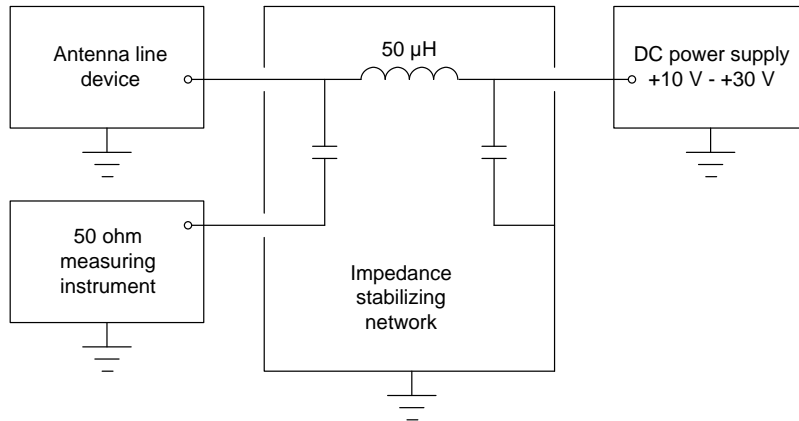 Antenna line
device
50 µH
DC power supply
+10 V - +30 V
50 ohm
measuring
instrument
Impedance
stabilizing
network